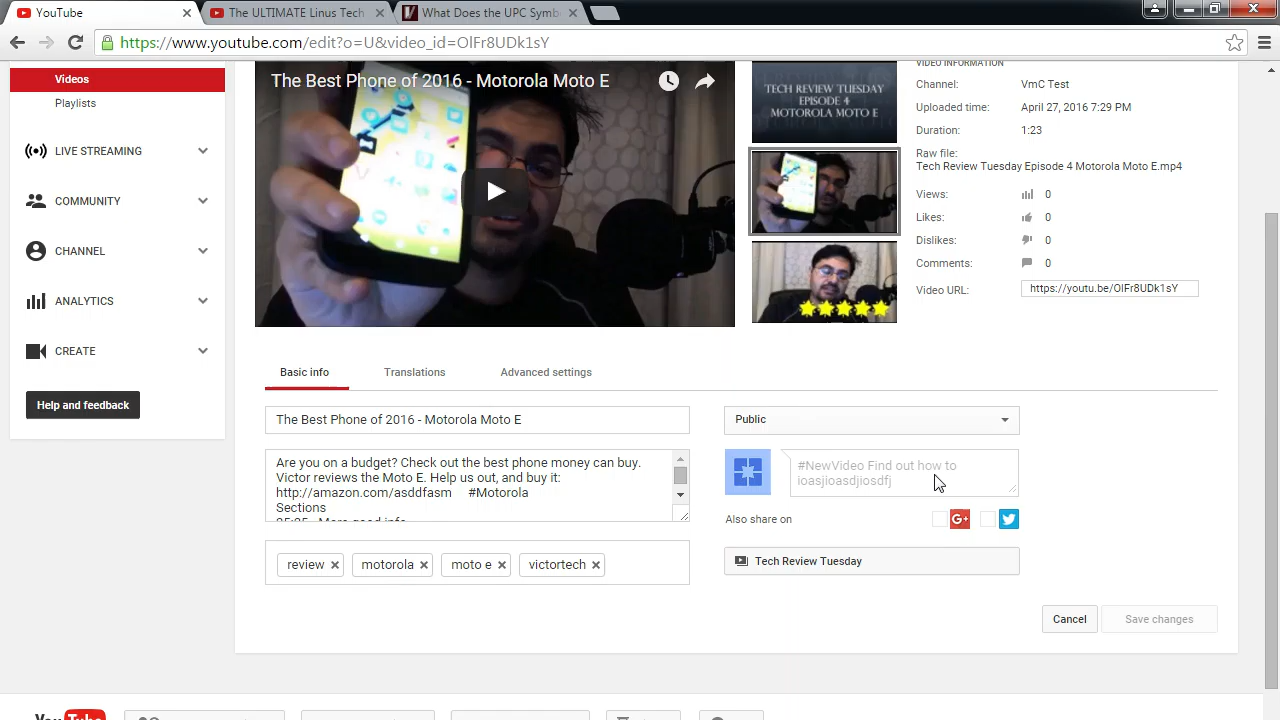 YouTube
The ULTIMATE Linus Tech
What Does the UPC Symb
https://www.youtube.com/edit?o=U&video_id=OlFr8UDk1sY
Videos
Playlists
LIVE STREAMING
COMMUNITY
CHANNEL
ANALYTICS
CREATE
Help and feedback
The Best Phone of 2016 - Motorola Moto E
TECH REVIEW TUESDAY
EPISODE 4
MOTOROLA MOTO E
VIDEO INFORMATION
Channel: VmC Test
Uploaded time: April 27, 2016 7:29 PM
Duration: 1:23
Raw file:
Tech Review Tuesday Episode 4 Motorola Moto E.mp4
Views: 0
Likes: 0
Dislikes: 0
Comments: 0
Video URL: https://youtu.be/OlFr8UDk1sY
Basic info Translations Advanced settings
The Best Phone of 2016 - Motorola Moto E
Are you on a budget? Check out the best phone money can buy.
Victor reviews the Moto E. Help us out, and buy it:
http://amazon.com/asddfasm #Motorola
Sections
review motorola moto e victortech
Public
#NewVideo Find out how to
ioasjioasdjiosdfj
Also share on
G+
Tech Review Tuesday
Cancel Save changes
YouTube